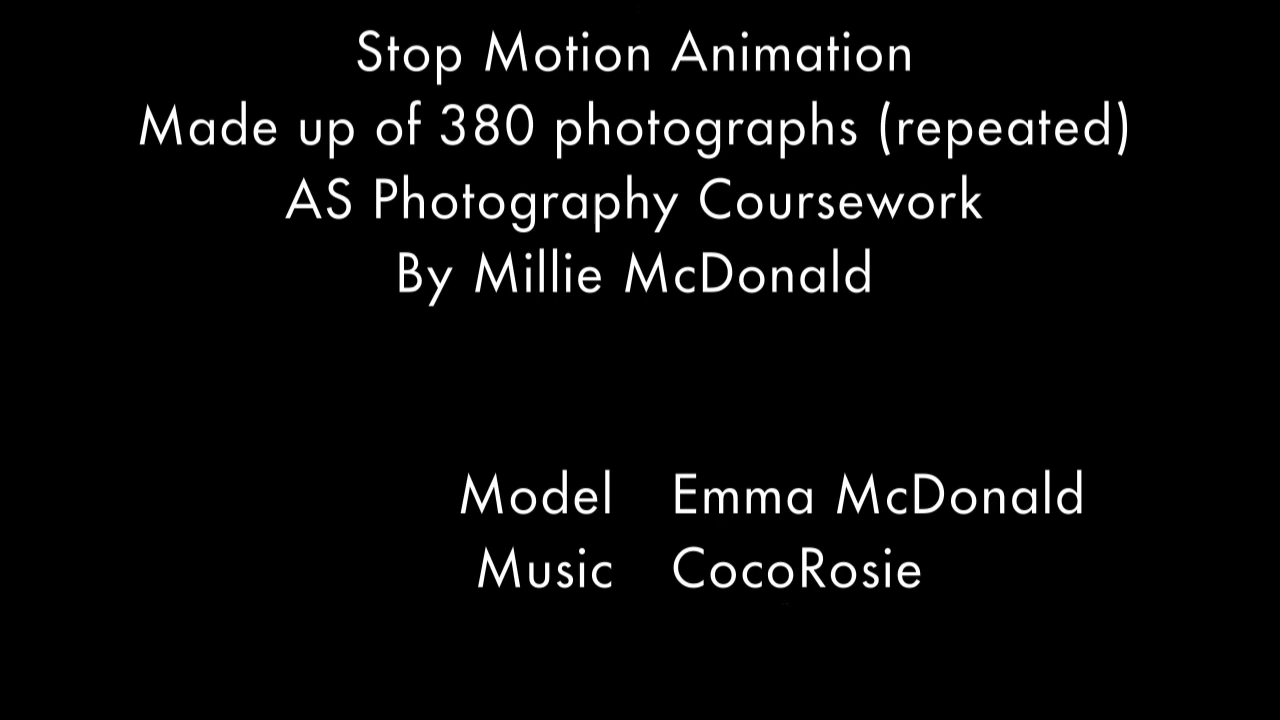 Stop Motion Animation
Made up of 380 photographs (repeated)
AS Photography Coursework
By Millie McDonald
Model Emma McDonald
Music CocoRosie